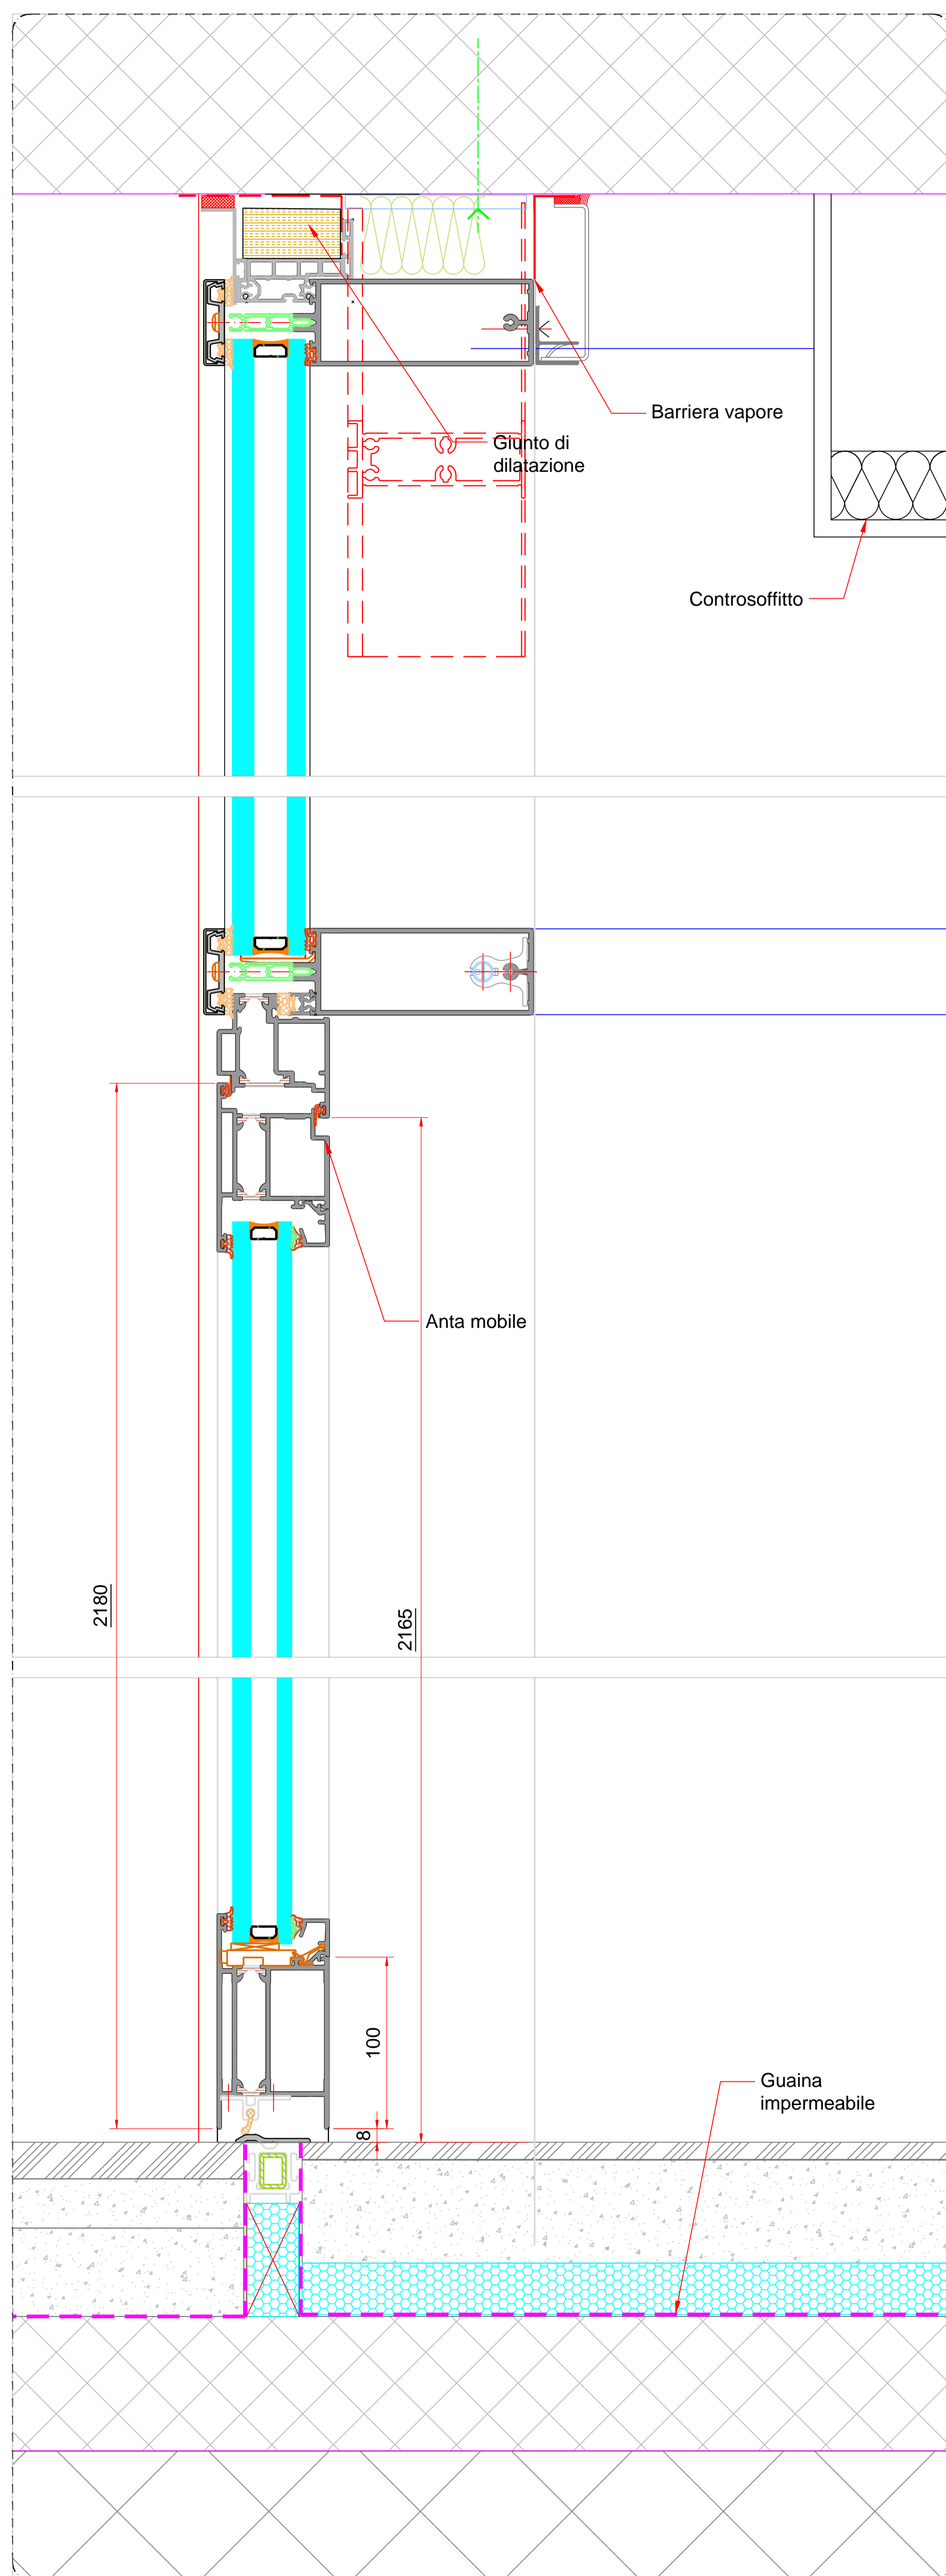 Barriera vapore
Giunto di
dilatazione
Controsoffitto
Anta mobile
2180
2165
100
8
Guaina
impermeabile